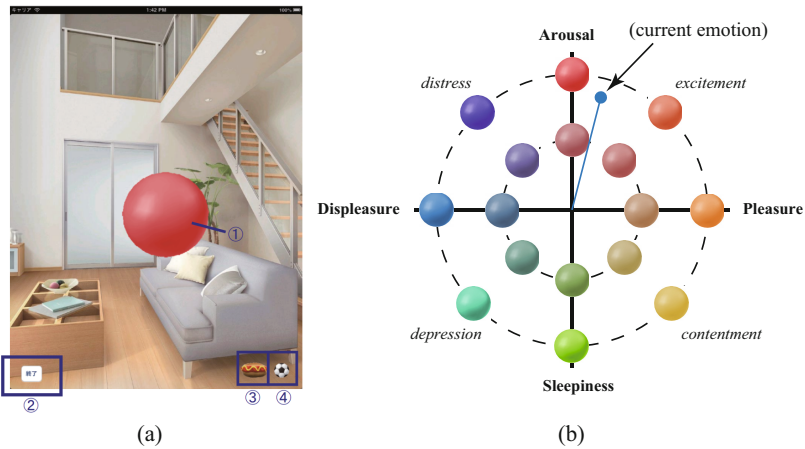 キャリア
1:42 PM
100%
①
終了
②
③
④
(a)
(current emotion)
Arousal
distress
excitement
Displeasure
Pleasure
depression
contentment
Sleepiness
(b)